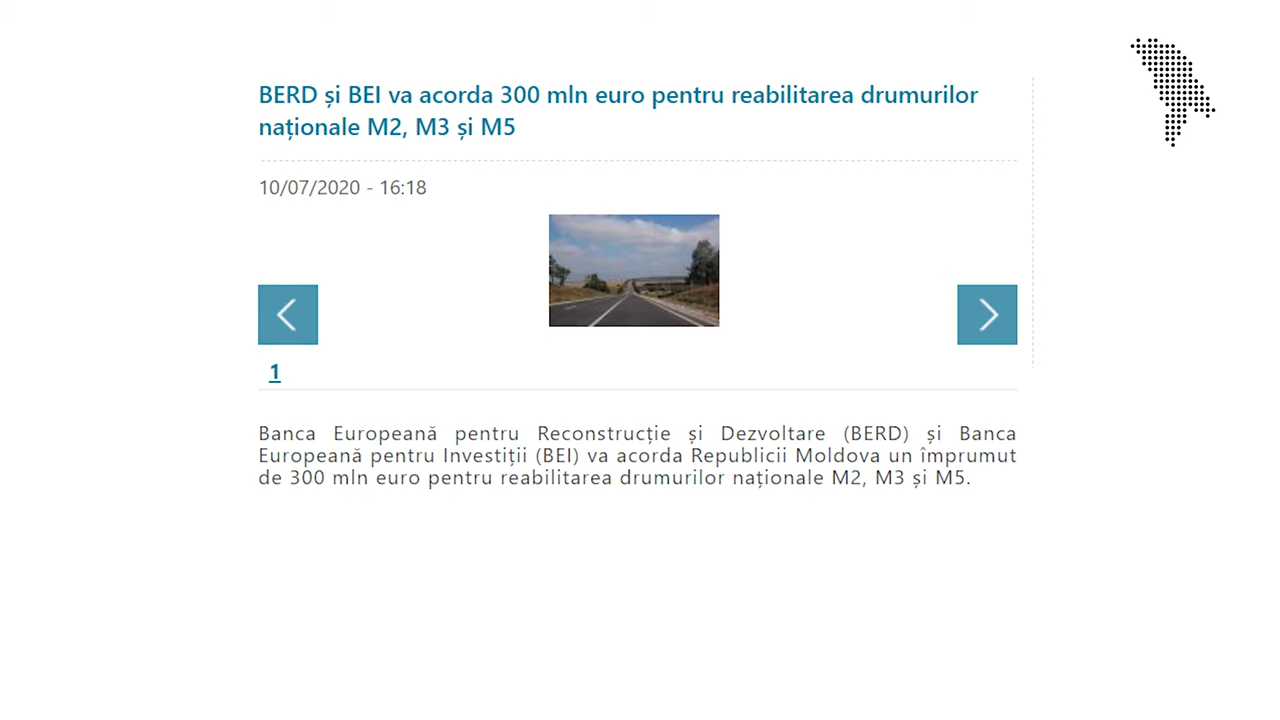 BERD și BEI va acorda 300 mln euro pentru reabilitarea drumurilor
naționale M2, M3 și M5
10/07/2020 - 16:18
1
Banca Europeană pentru Reconstrucție și Dezvoltare (BERD) și Banca
Europeană pentru Investiții (BEI) va acorda Republicii Moldova un împrumut
de 300 mln euro pentru reabilitarea drumurilor naționale M2, M3 și M5.